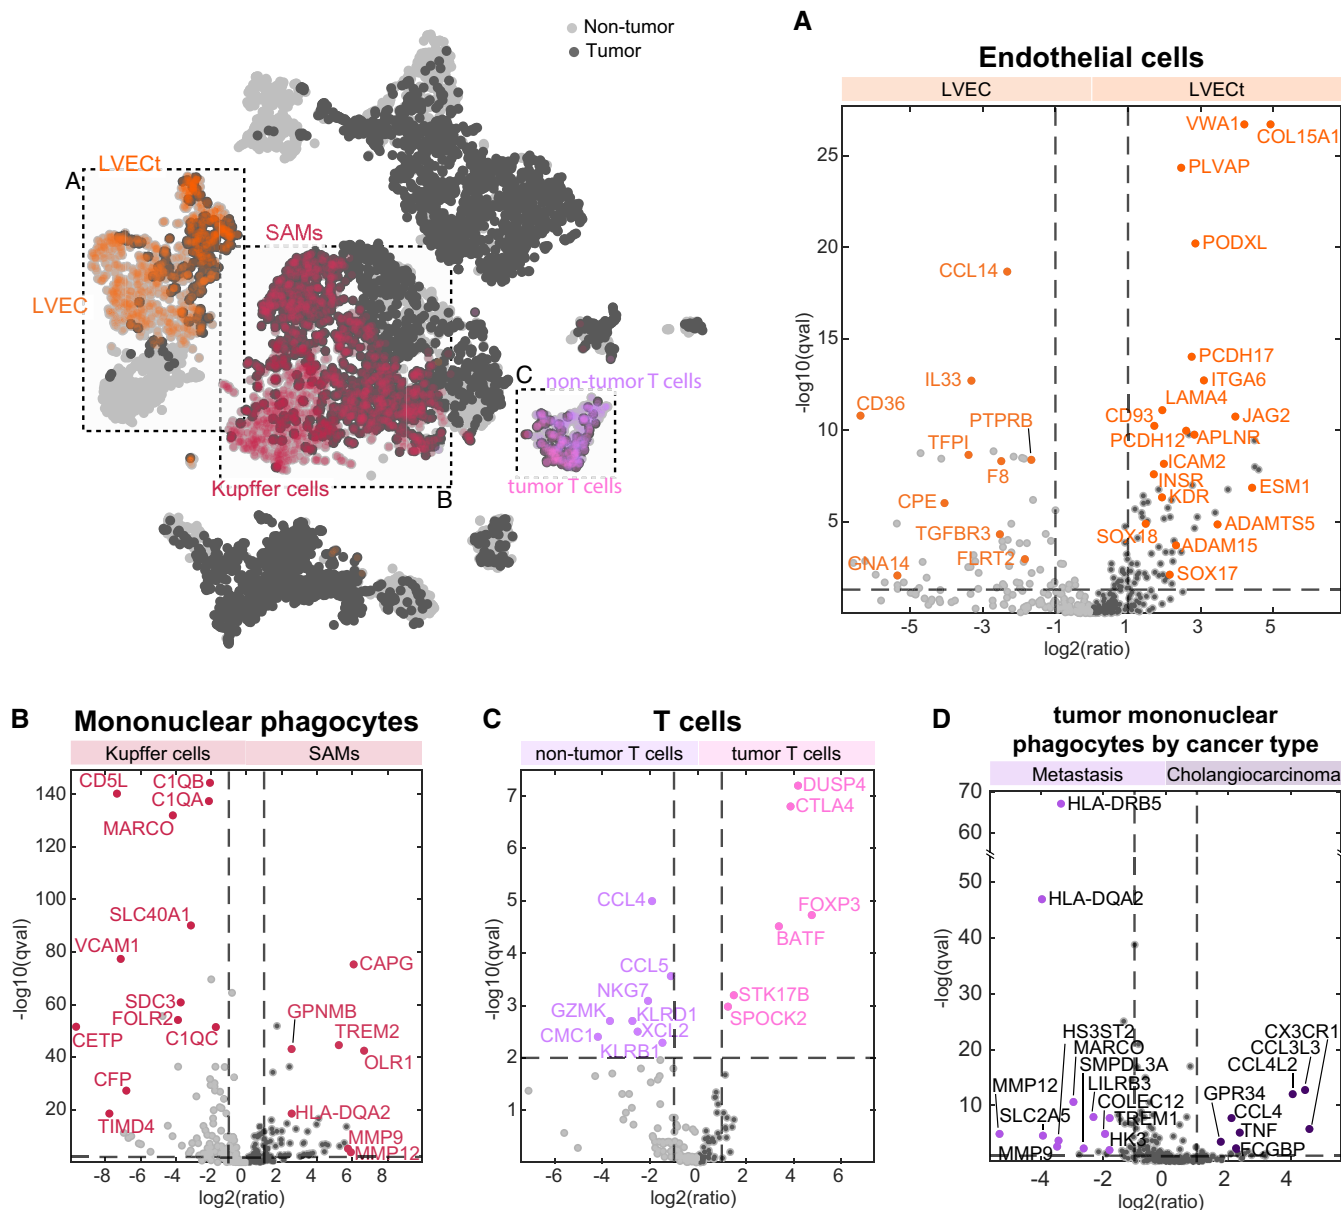 Non-tumor
Tumor
A
LVECt
SAMs
LVEC
C
non-tumor T cells
tumor T cells
Kupffer cells
B
A
Endothelial cells
LVEC
LVECt
VWA1
COL15A1
PLVAP
PODXL
CCL14
PCDH17
ITGA6
IL33
LAMA4
CD36
CD93
JAG2
PTPRB
PCDH12
APLNR
TFPI
ICAM2
F8
INSR
KDR
ESM1
CPE
TGFBR3
SOX18
ADAMTS5
FLRT2
ADAM15
GNA14
SOX17
25
20
15
10
5
-log10(qval)
-5 -3 -1 1 3 5
log2(ratio)
B
Mononuclear phagocytes
Kupffer cells
SAMs
CD5L
C1QB
C1QA
MARCO
SLC40A1
VCAM1
CAPG
SDC3
FOLR2
GPNMB
TREM2
CETP
C1QC
OLR1
CFP
HLA-DQA2
TIMD4
MMP9
MMP12
140
120
100
80
60
40
20
-log10(qval)
-8 -6 -4 -2 0 2 4 6 8
log2(ratio)
C
T cells
non-tumor T cells
tumor T cells
DUSP4
CTLA4
CCL4
FOXP3
BATF
CCL5
NKG7
STK17B
GZMK
KLRD1
SPOCK2
CMC1
XCL2
KLRB1
7
6
5
4
3
2
1
-log10(qval)
-6 -4 -2 0 2 4 6
log2(ratio)
D
tumor mononuclear
phagocytes by cancer type
Metastasis
Cholangiocarcinoma
HLA-DRB5
HLA-DQA2
HS3ST2
CX3CR1
MARCO
CCL3L3
SMPDL3A
CCL4L2
MMP12
LILRB3
GPR34
SLC2A5
COLEC12
CCL4
TREM1
TNF
MMP9
HK3
FCGBP
70
60
50
40
30
20
10
-log(qval)
-4 -2 0 2 4
log2(ratio)